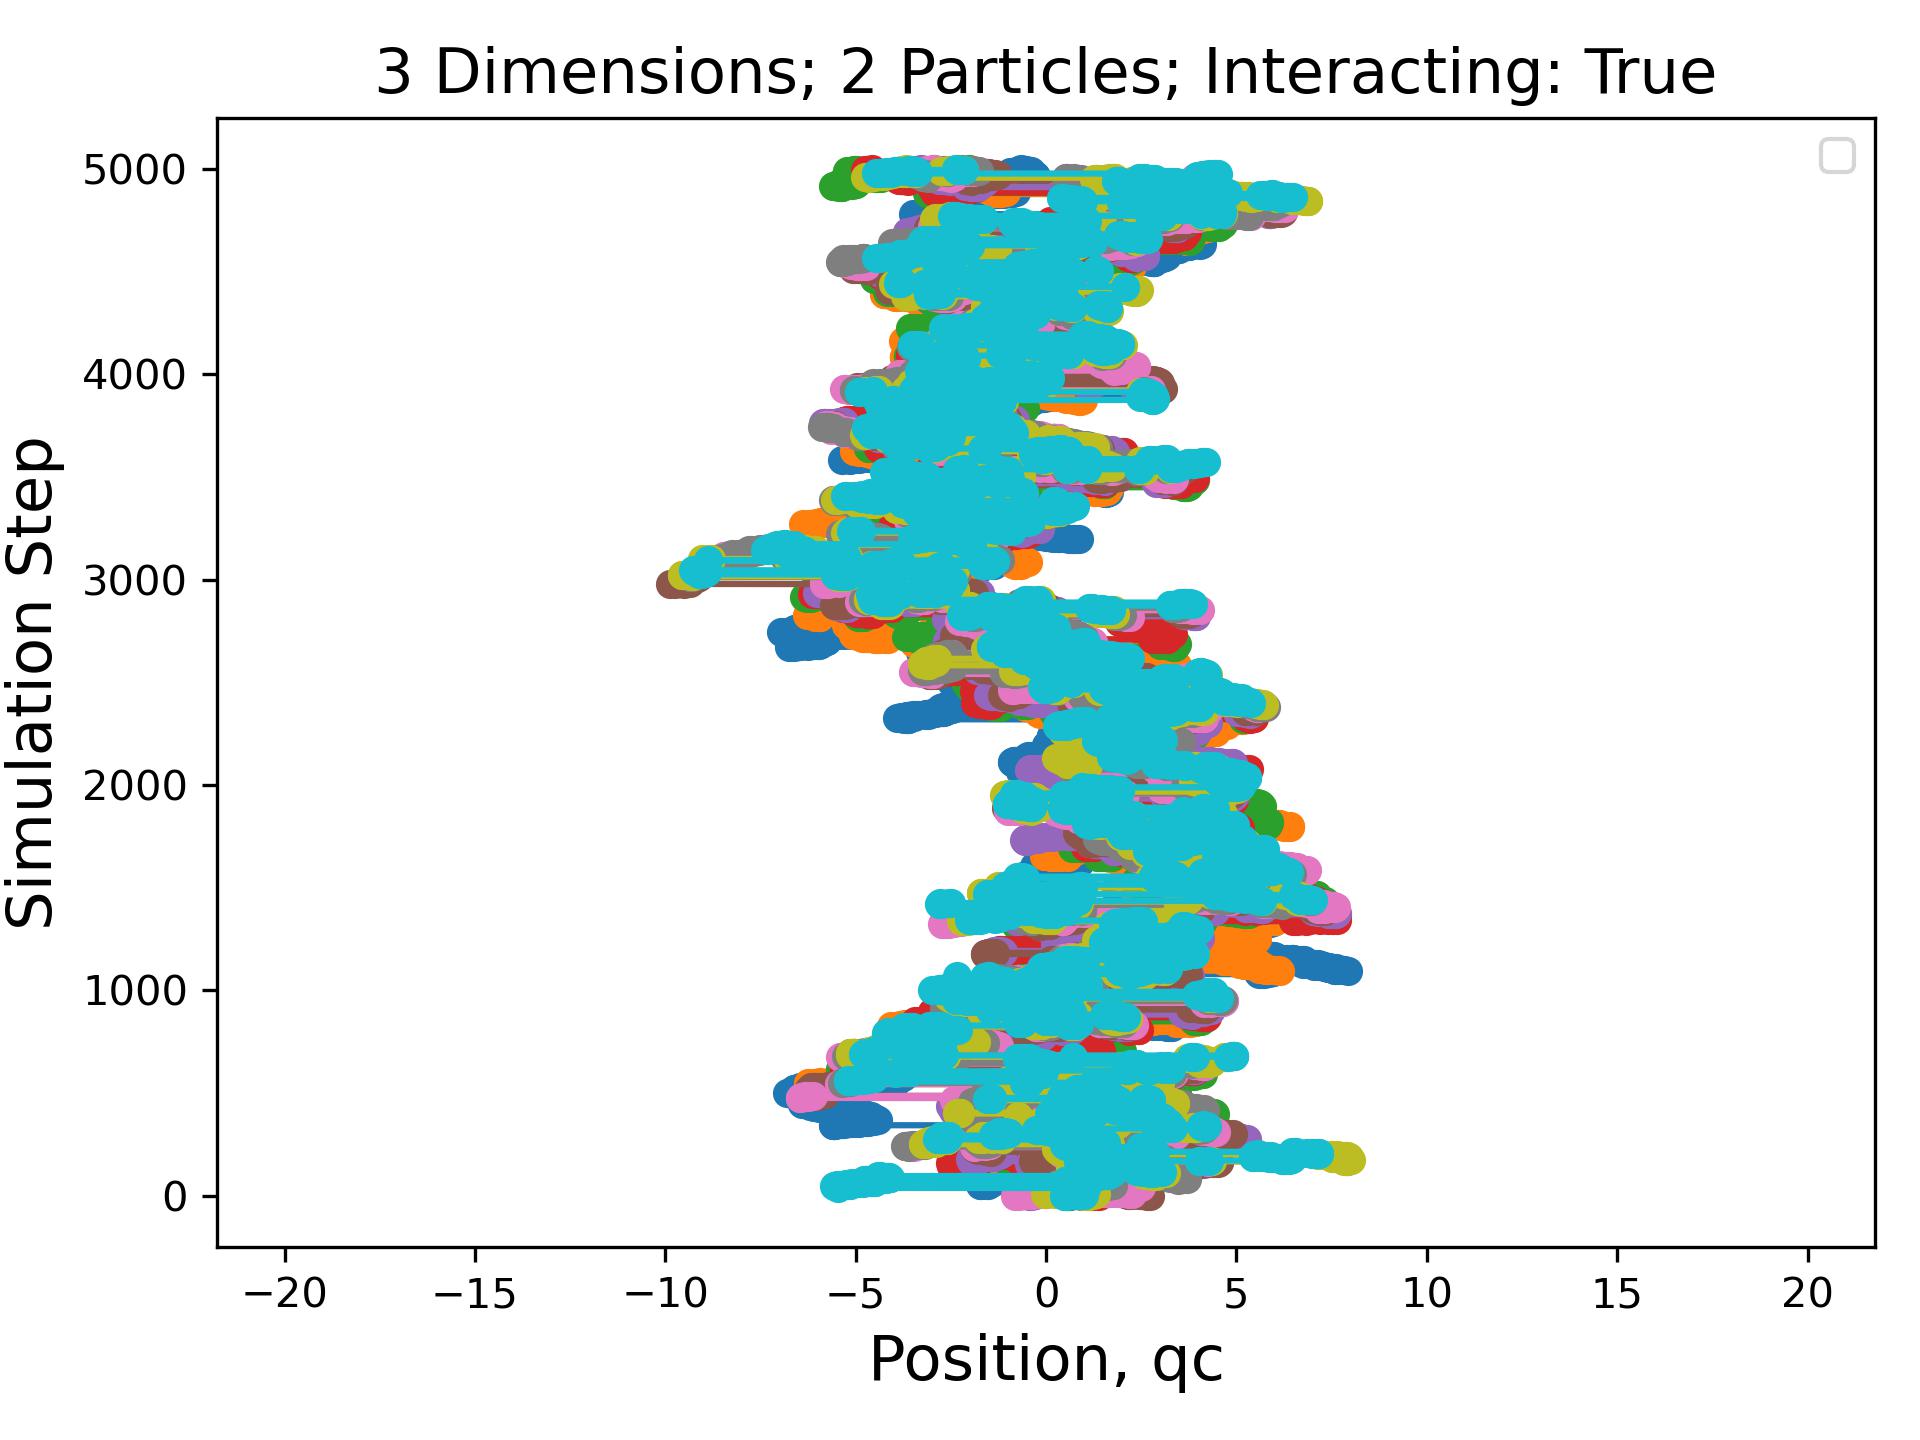 3 Dimensions; 2 Particles; Interacting: True
Simulation Step
5000
4000
3000
2000
1000
0
−20 −15 −10 −5 0 5 10 15 20
Position, qc